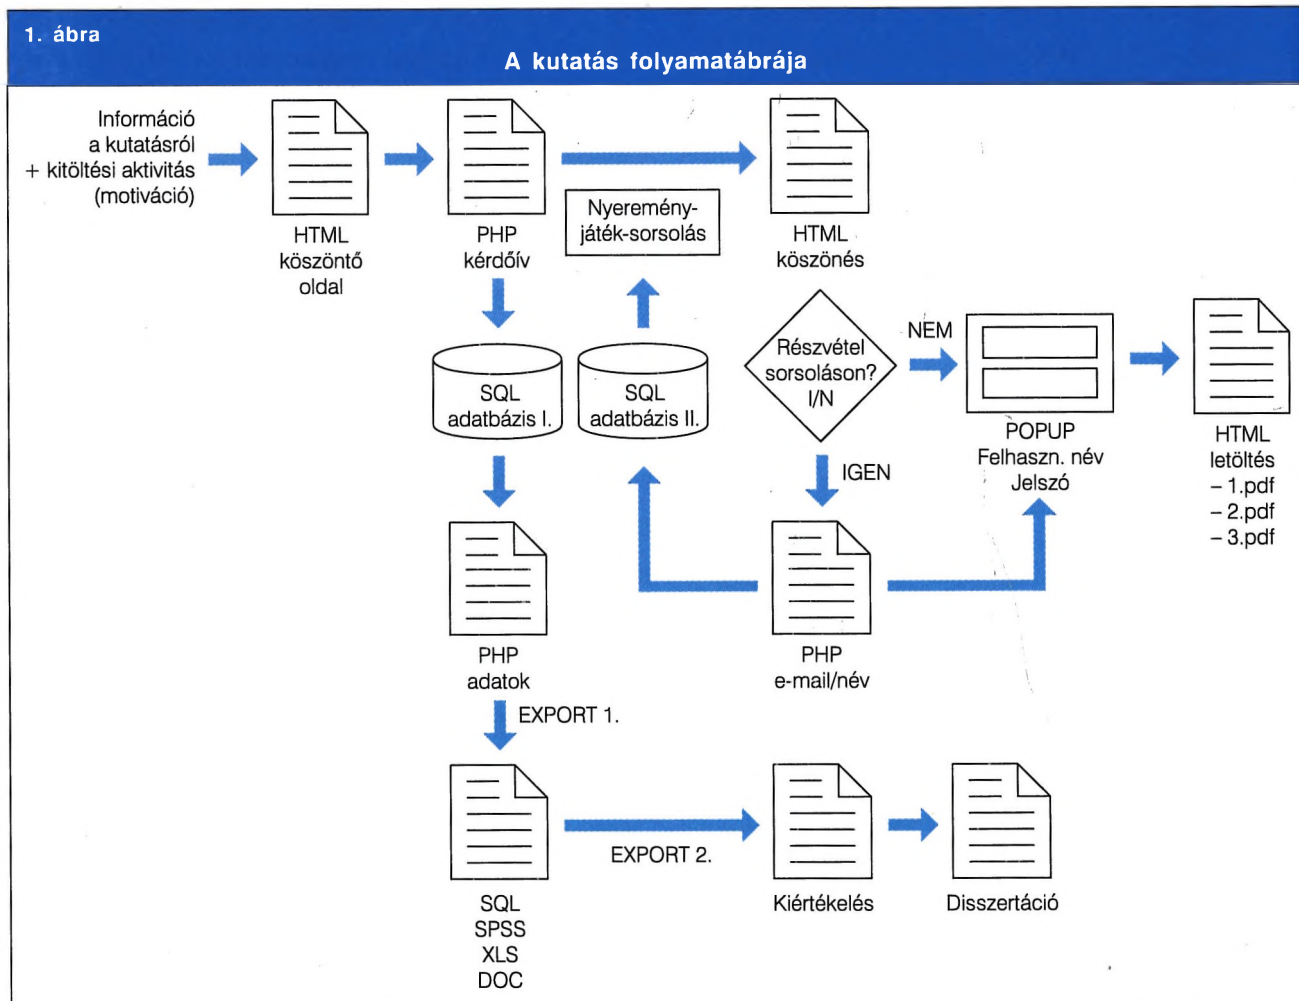 1. ábra
A kutatás folyamatábrája
Információ
a kutatásról
+ kitöltési aktivitás
(motiváció)
HTML
köszöntő
oldal
PHP
kérdőív
Nyeremény-
játék-sorsolás
HTML
köszönés
SQL
adatbázis I.
SQL
adatbázis II.
Részvétel
sorsoláson?
I/N
NEM
IGEN
POPUP
Felhaszn. név
Jelszó
HTML
letöltés
– 1.pdf
– 2.pdf
– 3.pdf
PHP
adatok
PHP
e-mail/név
EXPORT 1.
EXPORT 2.
SQL
SPSS
XLS
DOC
Kiértékelés
Disszertáció